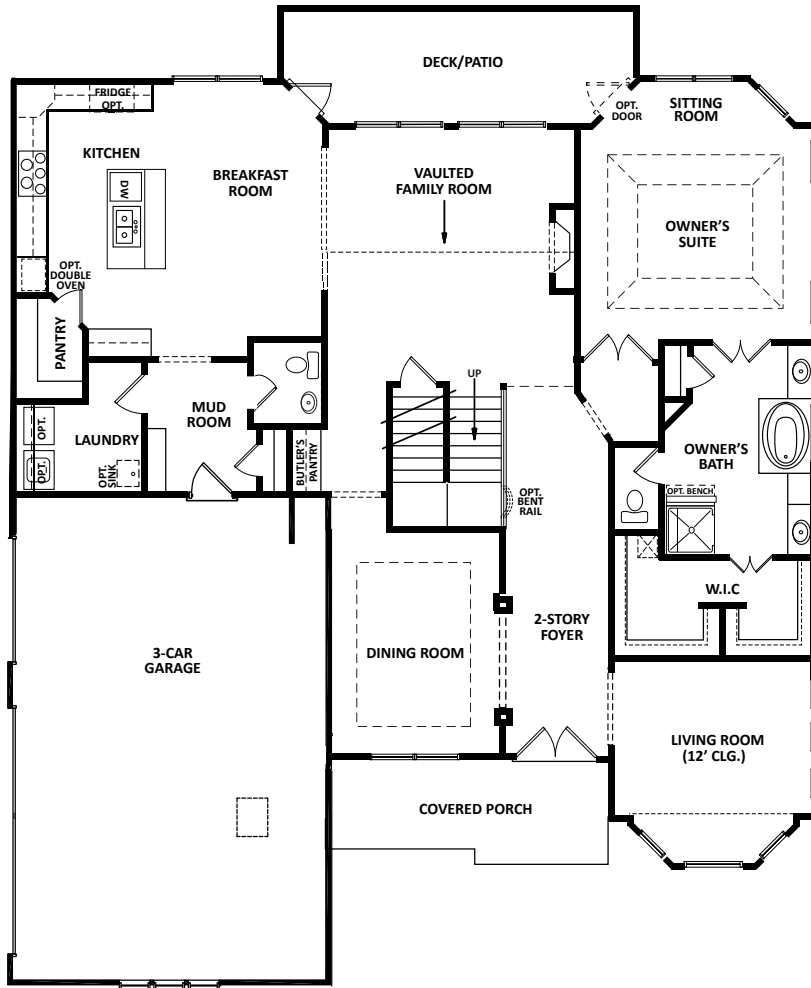 DECK/PATIO
FRIDGE
OPT.
OPT.
DOOR
SITTING
ROOM
KITCHEN
BREAKFAST
ROOM
VAULTED
FAMILY ROOM
DW
OWNER'S
SUITE
OPT.
DOUBLE
OVEN
PANTRY
UP
MUD
ROOM
LAUNDRY
OPT.
OPT.
OPT.
SINK
BUTLER'S
PANTRY
OWNER'S
BATH
OPT. BENCH
OPT.
BENT
RAIL
W.I.C
2-STORY
FOYER
3-CAR
GARAGE
DINING ROOM
LIVING ROOM
(12' CLG.)
COVERED PORCH